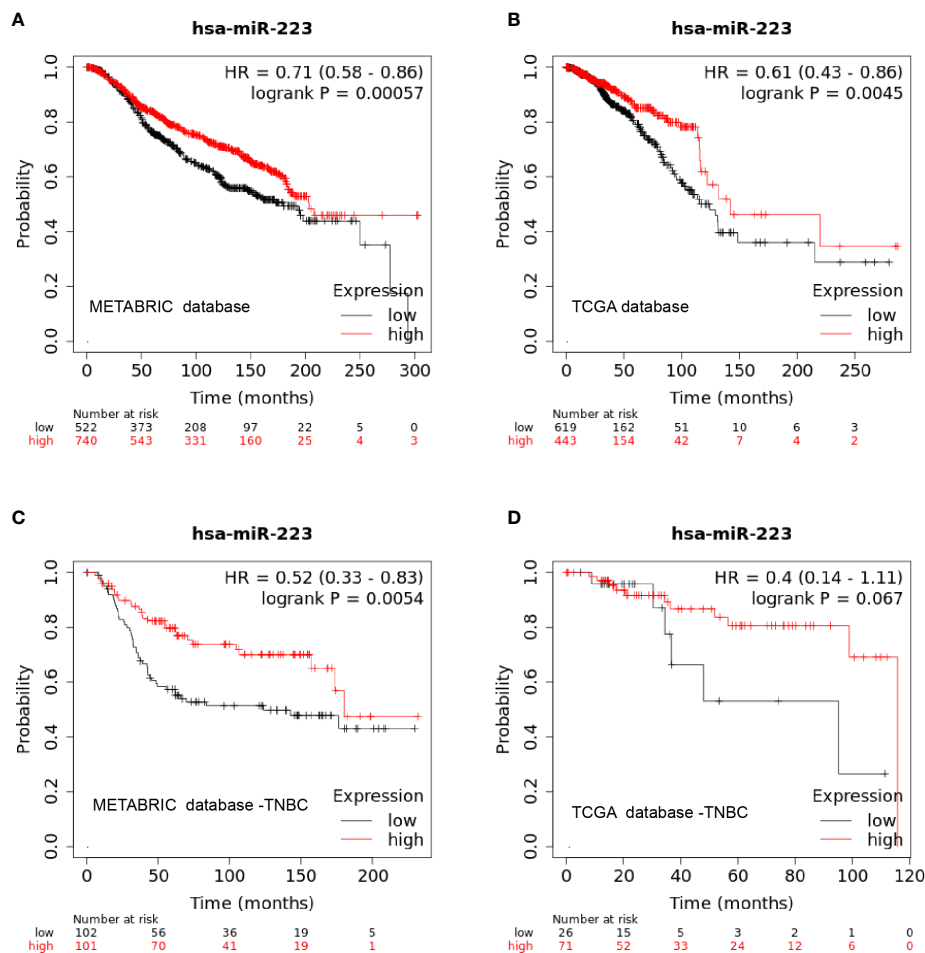 A
hsa-miR-223
HR = 0.71 (0.58 - 0.86)
logrank P = 0.00057
Probability
1.0
0.8
0.6
0.4
0.2
0.0
METABRIC database
Expression
low
high
0 50 100 150 200 250 300
Time (months)
Number at risk
low 522 373 208 97 22 5 0
high 740 543 331 160 25 4 3
B
hsa-miR-223
HR = 0.61 (0.43 - 0.86)
logrank P = 0.0045
Probability
1.0
0.8
0.6
0.4
0.2
0.0
TCGA database
Expression
low
high
0 50 100 150 200 250
Time (months)
Number at risk
619 162 51 10 6 3
443 154 42 7 4 2
low
high
C
hsa-miR-223
HR = 0.52 (0.33 - 0.83)
logrank P = 0.0054
Probability
1.0
0.8
0.6
0.4
0.2
0.0
METABRIC database -TNBC
Expression
low
high
0 50 100 150 200
Time (months)
Number at risk
low 102 56 36 19 5
high 101 70 41 19 1
D
hsa-miR-223
HR = 0.4 (0.14 - 1.11)
logrank P = 0.067
Probability
1.0
0.8
0.6
0.4
0.2
0.0
TCGA database -TNBC
Expression
low
high
0 20 40 60 80 100 120
Time (months)
Number at risk
low 26 15 5 3 2 1 0
high 71 52 33 24 12 6 0